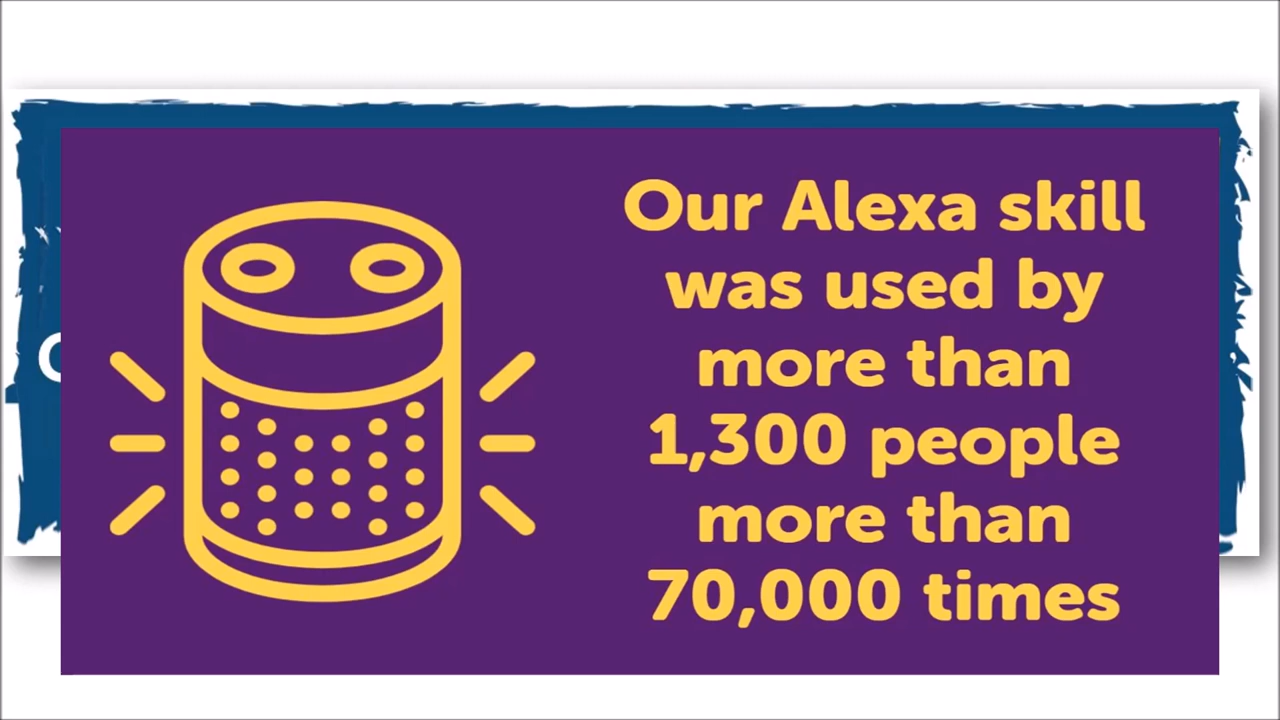 Our Alexa skill
was used by
more than
1,300 people
more than
70,000 times